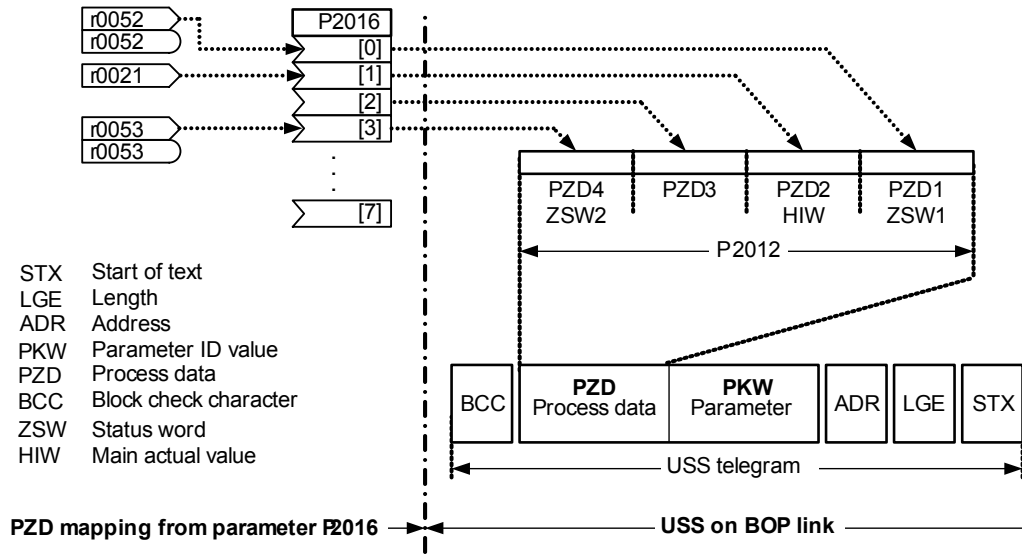 r0052
r0052
r0021
r0053
r0053
P2016
[0]
[1]
[2]
[3]
[7]
PZD4
ZSW2
PZD3
PZD2
HIW
PZD1
ZSW1
P2012
STX Start of text
LGE Length
ADR Address
PKW Parameter ID value
PZD Process data
BCC Block check character
ZSW Status word
HIW Main actual value
BCC
PZD
Process data
PKW
Parameter
ADR
LGE
STX
USS telegram
PZD mapping from parameter P2016
USS on BOP link